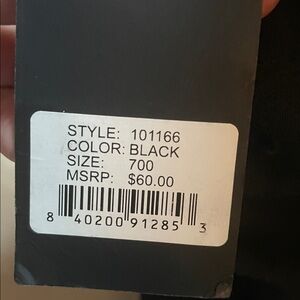 STYLE: 101166
COLOR: BLACK
SIZE: 700
MSRP: $60.00
8 40200 91285 3